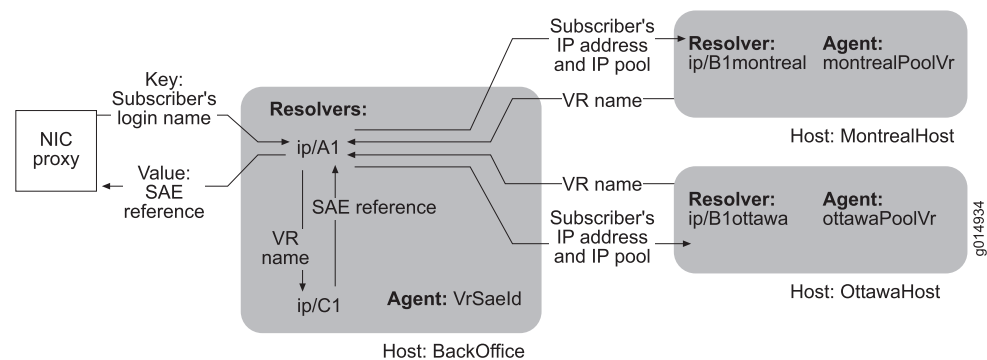 Key:
Subscriber's
login name
NIC
proxy
Value:
SAE
reference
Resolvers:
ip/A1
SAE reference
VR
name
ip/C1
Agent: VrSaeId
Host: BackOffice
Subscriber's
IP address
and IP pool
VR name
VR name
Subscriber's
IP address
and IP pool
Resolver: Agent:
ip/B1montreal montrealPoolVr
Host: MontrealHost
Resolver: Agent:
ip/B1ottawa ottawaPoolVr
Host: OttawaHost
g014934